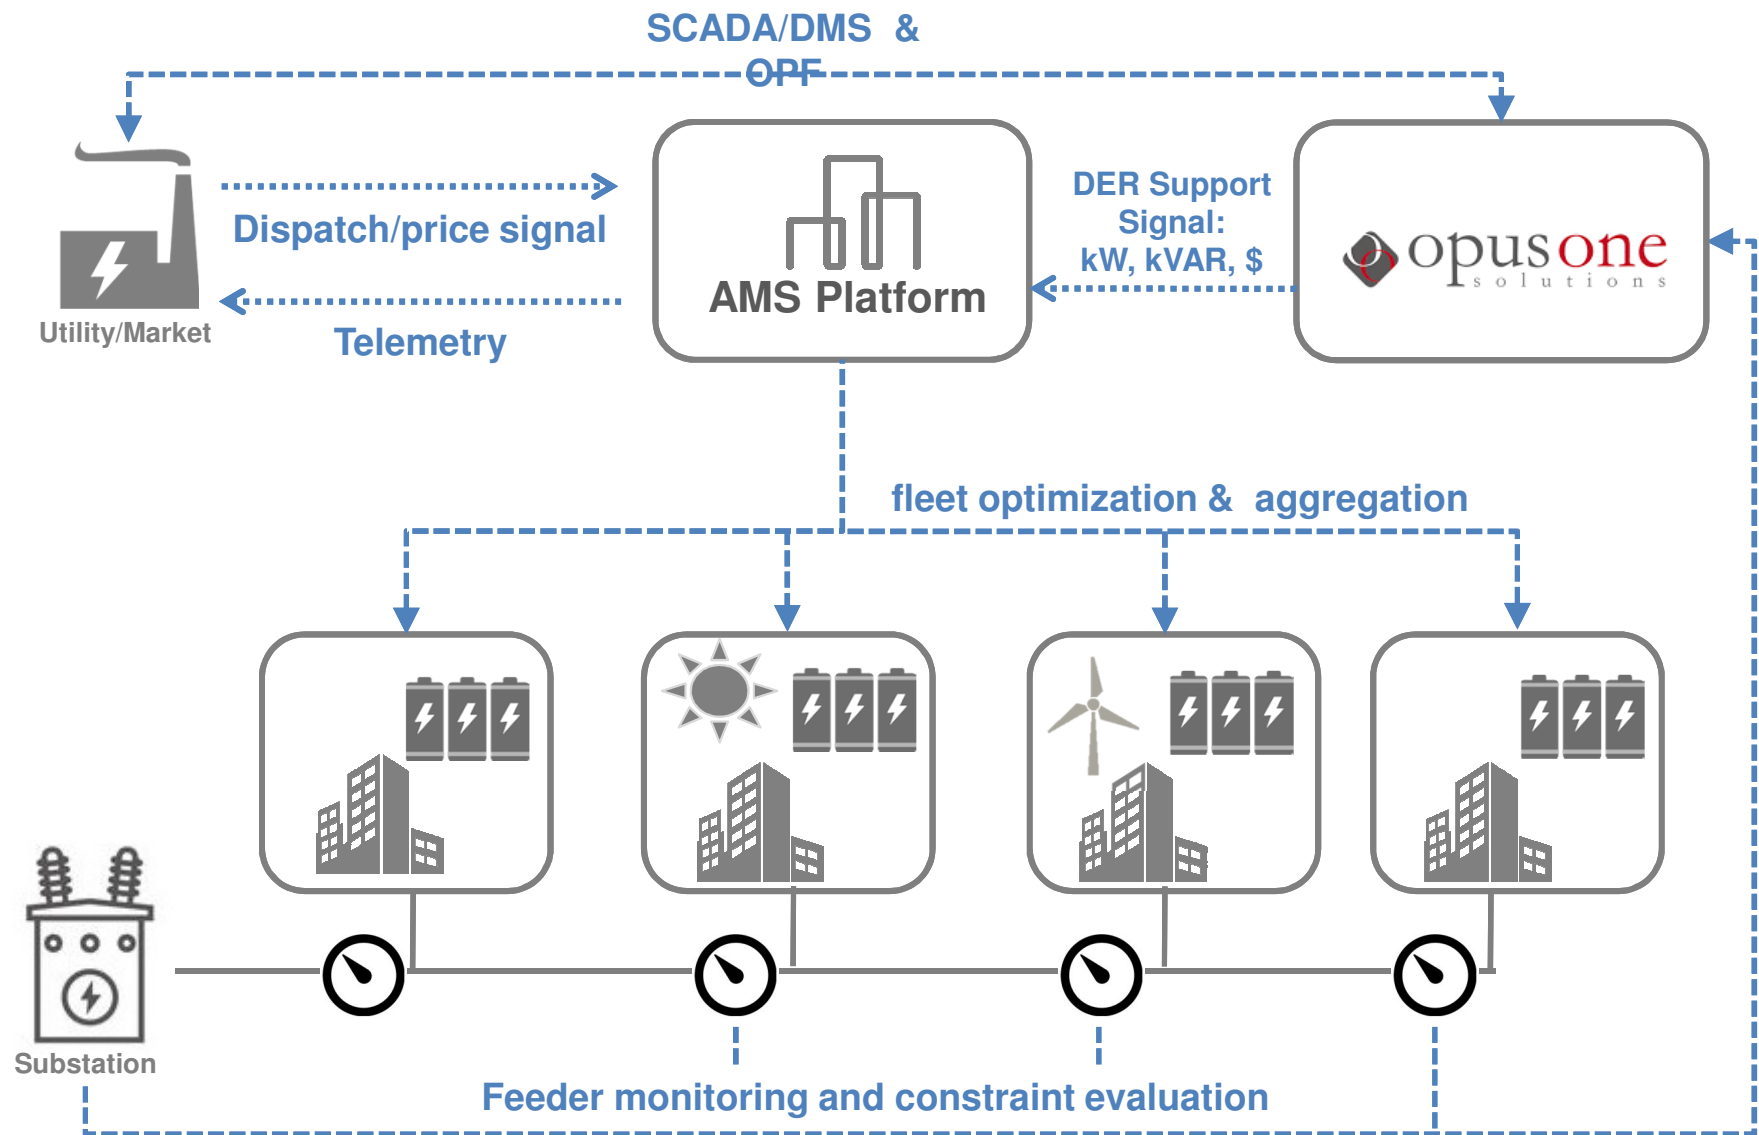 SCADA/DMS &
OPF
Dispatch/price signal
Telemetry
Utility/Market
AMS Platform
DER Support
Signal:
kW, kVAR, $
opusone
solutions
fleet optimization & aggregation
Substation
Feeder monitoring and constraint evaluation